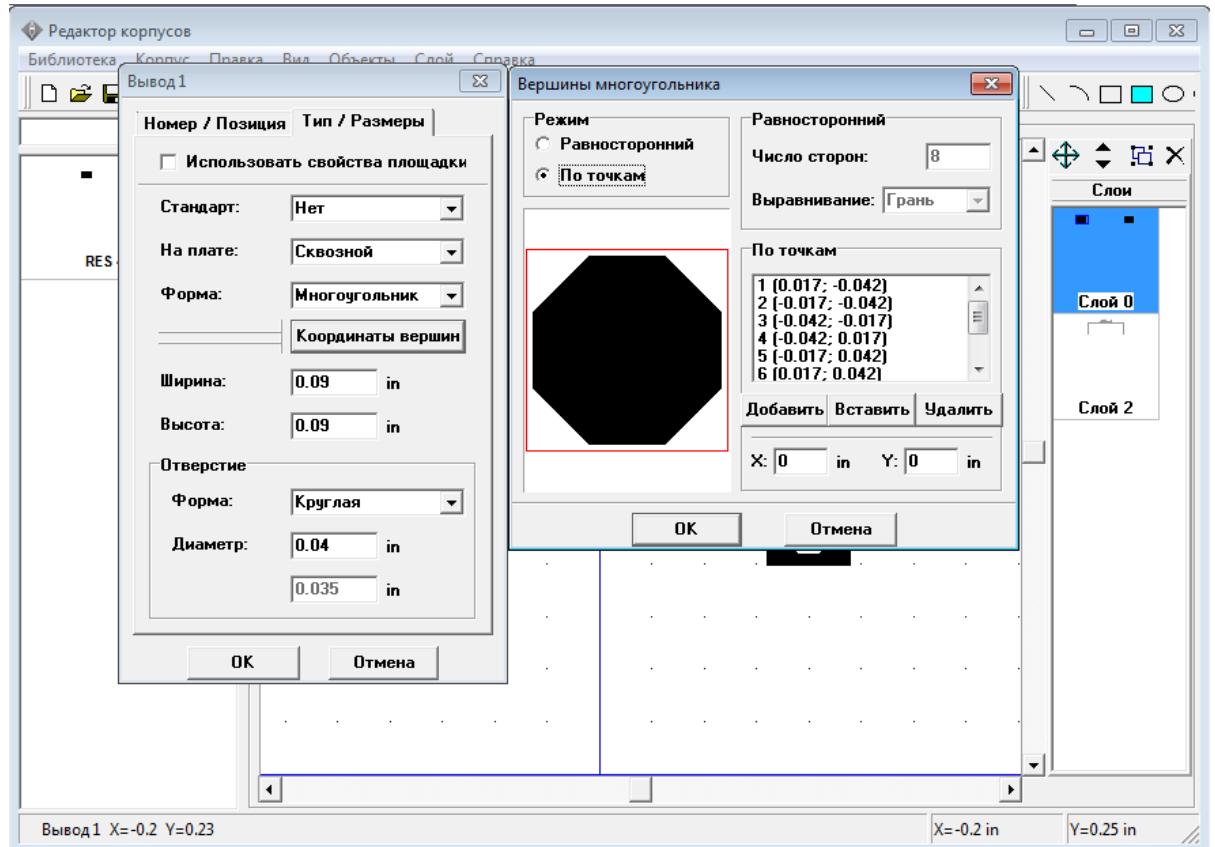 Редактор корпусов
Библиотека Корпус Правка Вид Объекты Слой Справка
Вывод 1
Номер / Позиция Тип / Размеры
Использовать свойства площадки
Стандарт: Нет
На плате: Сквозной
Форма: Многоугольник
Координаты вершин
Ширина: 0.09 in
Высота: 0.09 in
Отверстие
Форма: Круглая
Диаметр: 0.04 in
0.035 in
OK Отмена
Вершины многоугольника
Режим
Равносторонний
По точкам
Равносторонний
Число сторон: 8
Выравнивание: Грань
По точкам
1 (0.017; -0.042)
2 (-0.017; -0.042)
3 (-0.042; -0.017)
4 (-0.042; 0.017)
5 (-0.017; 0.042)
6 (0.017; 0.042)
Добавить Вставить Удалить
X: 0 in Y: 0 in
OK Отмена
RES
Слои
Слой 0
Слой 2
Вывод 1 X=-0.2 Y=0.23
X=-0.2 in
Y=0.25 in